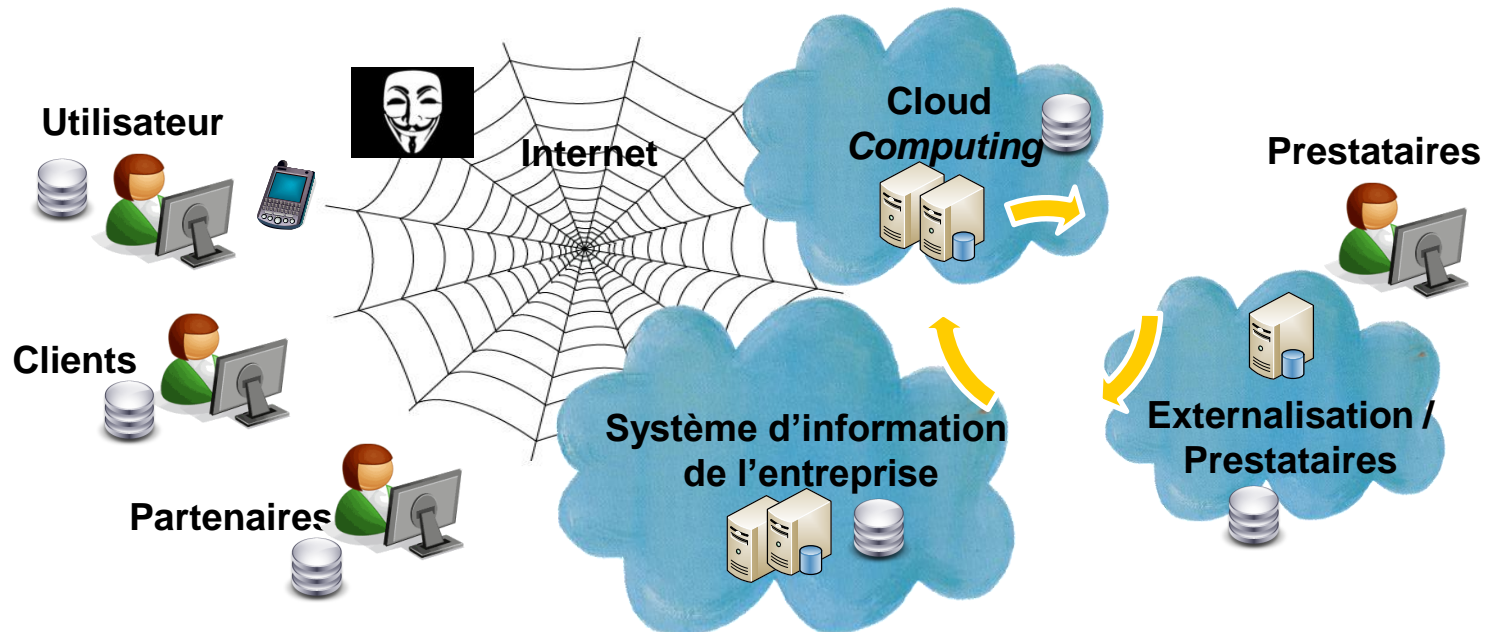 Utilisateur
Internet
Cloud
Computing
Prestataires
Clients
Partenaires
Système d’information
de l’entreprise
Externalisation /
Prestataires